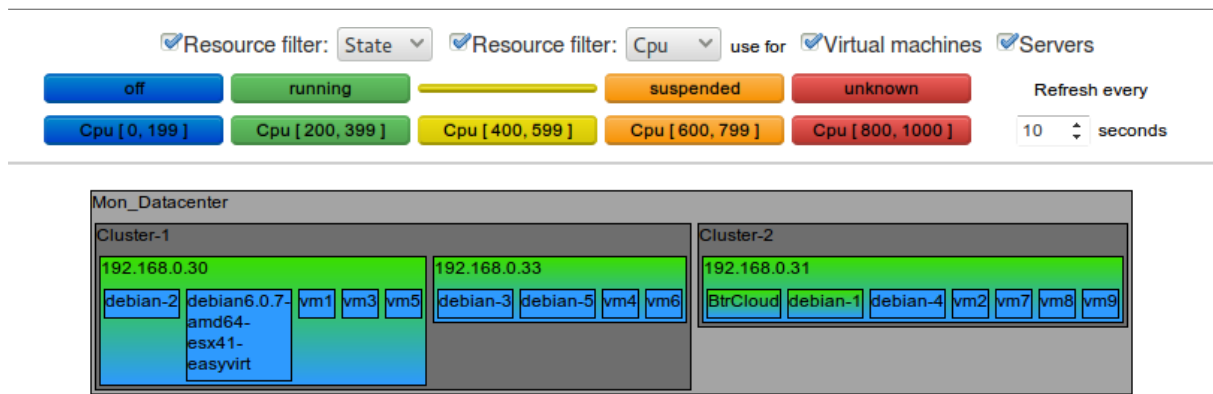 Resource filter: State Resource filter: Cpu use for Virtual machines Servers
off running suspended unknown Refresh every
Cpu [ 0, 199 ] Cpu [ 200, 399 ] Cpu [ 400, 599 ] Cpu [ 600, 799 ] Cpu [ 800, 1000 ] 10 seconds
Mon_Datacenter
Cluster-1 Cluster-2
192.168.0.30 192.168.0.33 192.168.0.31
debian-2 debian6.0.7- vm1 vm3 vm5 debian-3 debian-5 vm4 vm6 BtrCloud debian-1 debian-4 vm2 vm7 vm8 vm9
amd64-
esx41-
easyvirt